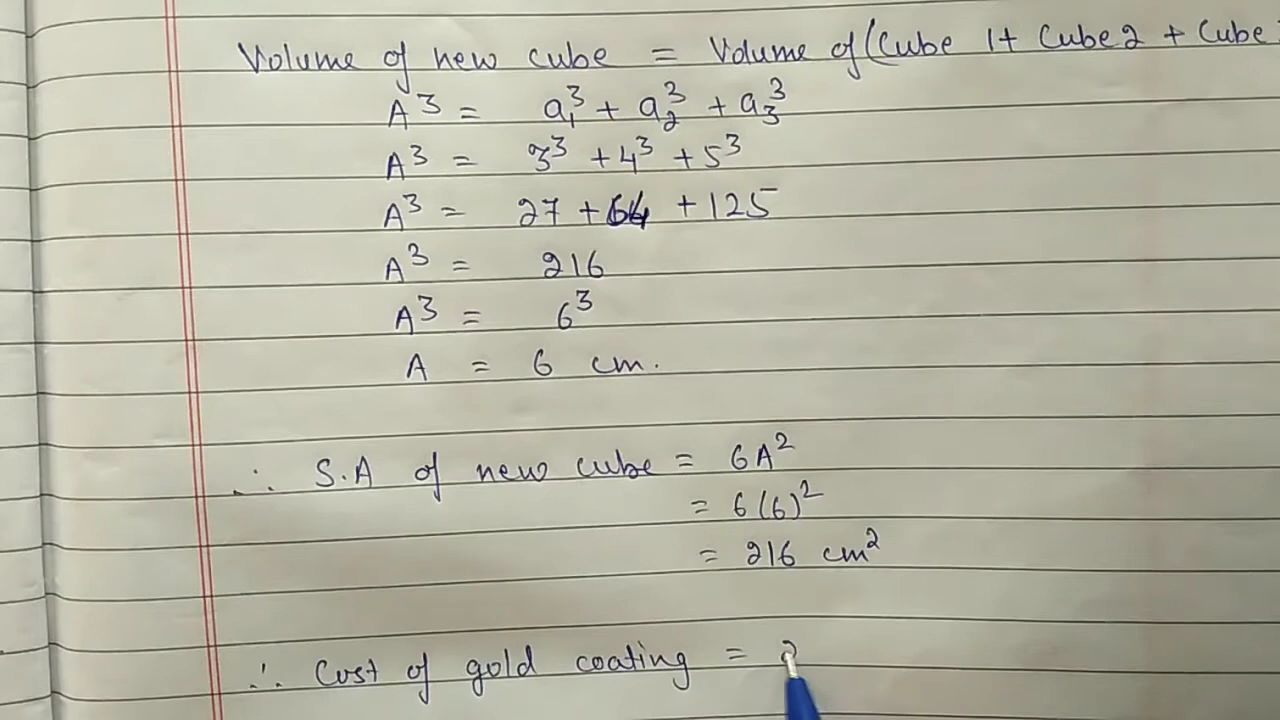 Volume of new cube = Volume of (Cube 1 + Cube 2 + Cube
A³ = a₁³ + a₂³ + a₃³
A³ = 3³ + 4³ + 5³
A³ = 27 + 64 + 125
A³ = 216
A³ = 6³
A = 6 cm.
∴ S.A of new cube = 6A²
= 6(6)²
= 216 cm²
∴ Cost of gold coating =